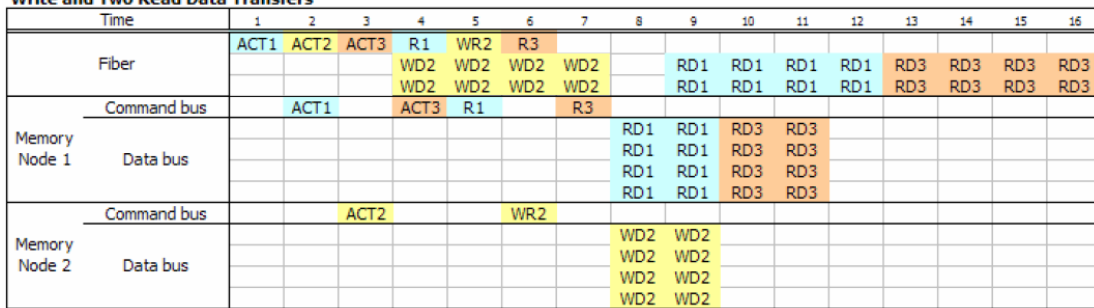 Write and Two Read Data Transfers
Time 1 2 3 4 5 6 7 8 9 10 11 12 13 14 15 16
ACT1 ACT2 ACT3 R1 WR2 R3
Fiber WD2 WD2 WD2 WD2 RD1 RD1 RD1 RD1 RD3 RD3 RD3 RD3
WD2 WD2 WD2 WD2 RD1 RD1 RD1 RD1 RD3 RD3 RD3 RD3
Command bus ACT1 ACT3 R1 R3
Memory Node 1 Data bus RD1 RD1 RD3 RD3
RD1 RD1 RD3 RD3
RD1 RD1 RD3 RD3
RD1 RD1 RD3 RD3
Command bus ACT2 WR2
Memory Node 2 Data bus WD2 WD2
WD2 WD2
WD2 WD2
WD2 WD2